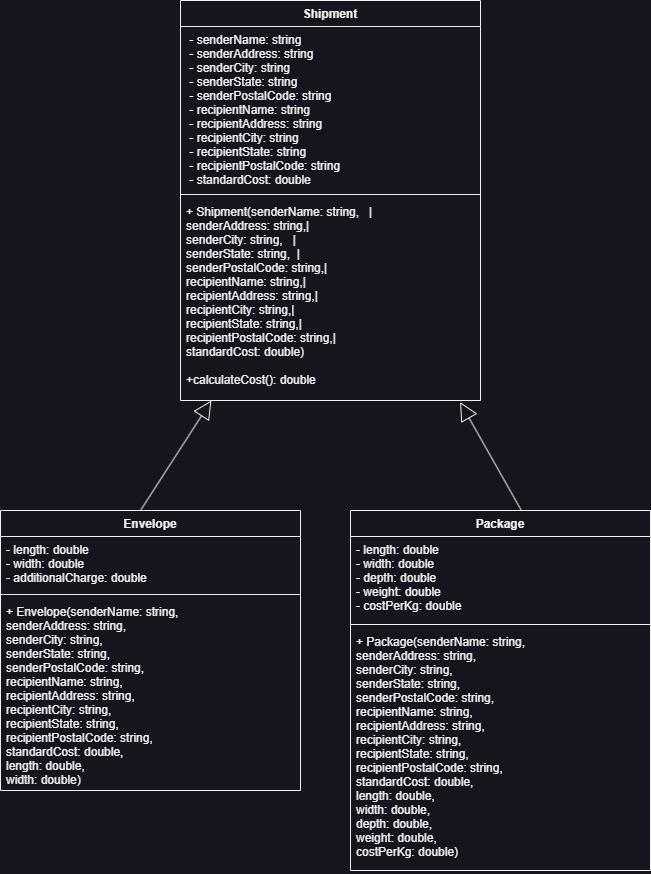 Shipment
- senderName: string
- senderAddress: string
- senderCity: string
- senderState: string
- senderPostalCode: string
- recipientName: string
- recipientAddress: string
- recipientCity: string
- recipientState: string
- recipientPostalCode: string
- standardCost: double
+ Shipment(senderName: string,   |
senderAddress: string,|
senderCity: string,   |
senderState: string,  |
senderPostalCode: string,|
recipientName: string,|
recipientAddress: string,|
recipientCity: string,|
recipientState: string,|
recipientPostalCode: string,|
standardCost: double)
+calculateCost(): double
Envelope
- length: double
- width: double
- additionalCharge: double
+ Envelope(senderName: string,
senderAddress: string,
senderCity: string,
senderState: string,
senderPostalCode: string,
recipientName: string,
recipientAddress: string,
recipientCity: string,
recipientState: string,
recipientPostalCode: string,
standardCost: double,
length: double,
width: double)
Package
- length: double
- width: double
- depth: double
- weight: double
- costPerKg: double
+ Package(senderName: string,
senderAddress: string,
senderCity: string,
senderState: string,
senderPostalCode: string,
recipientName: string,
recipientAddress: string,
recipientCity: string,
recipientState: string,
recipientPostalCode: string,
standardCost: double,
length: double,
width: double,
depth: double,
weight: double,
costPerKg: double)